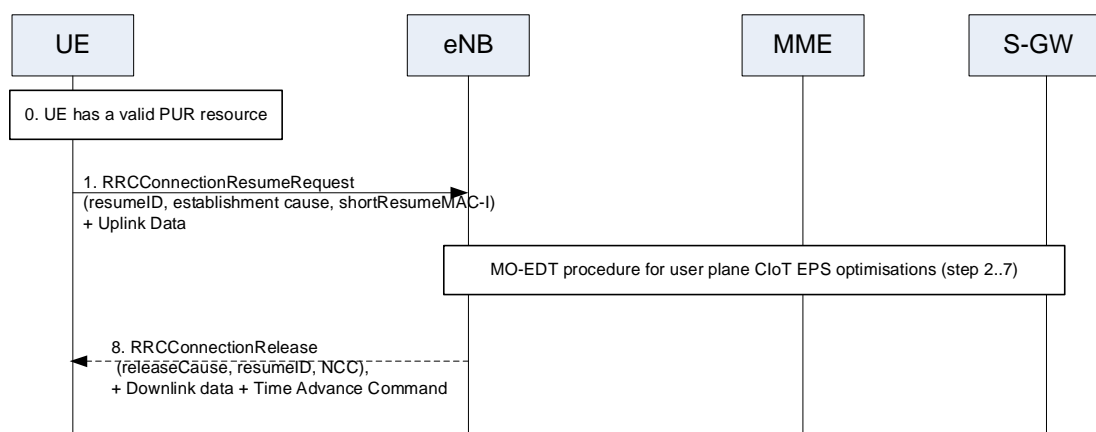 UE
eNB
MME
S-GW
0. UE has a valid PUR resource
1. RRCConnectionResumeRequest
(resumeID, establishment cause, shortResumeMAC-I)
+ Uplink Data
MO-EDT procedure for user plane CIoT EPS optimisations (step 2..7)
8. RRCConnectionRelease
(releaseCause, resumeID, NCC),
+ Downlink data + Time Advance Command